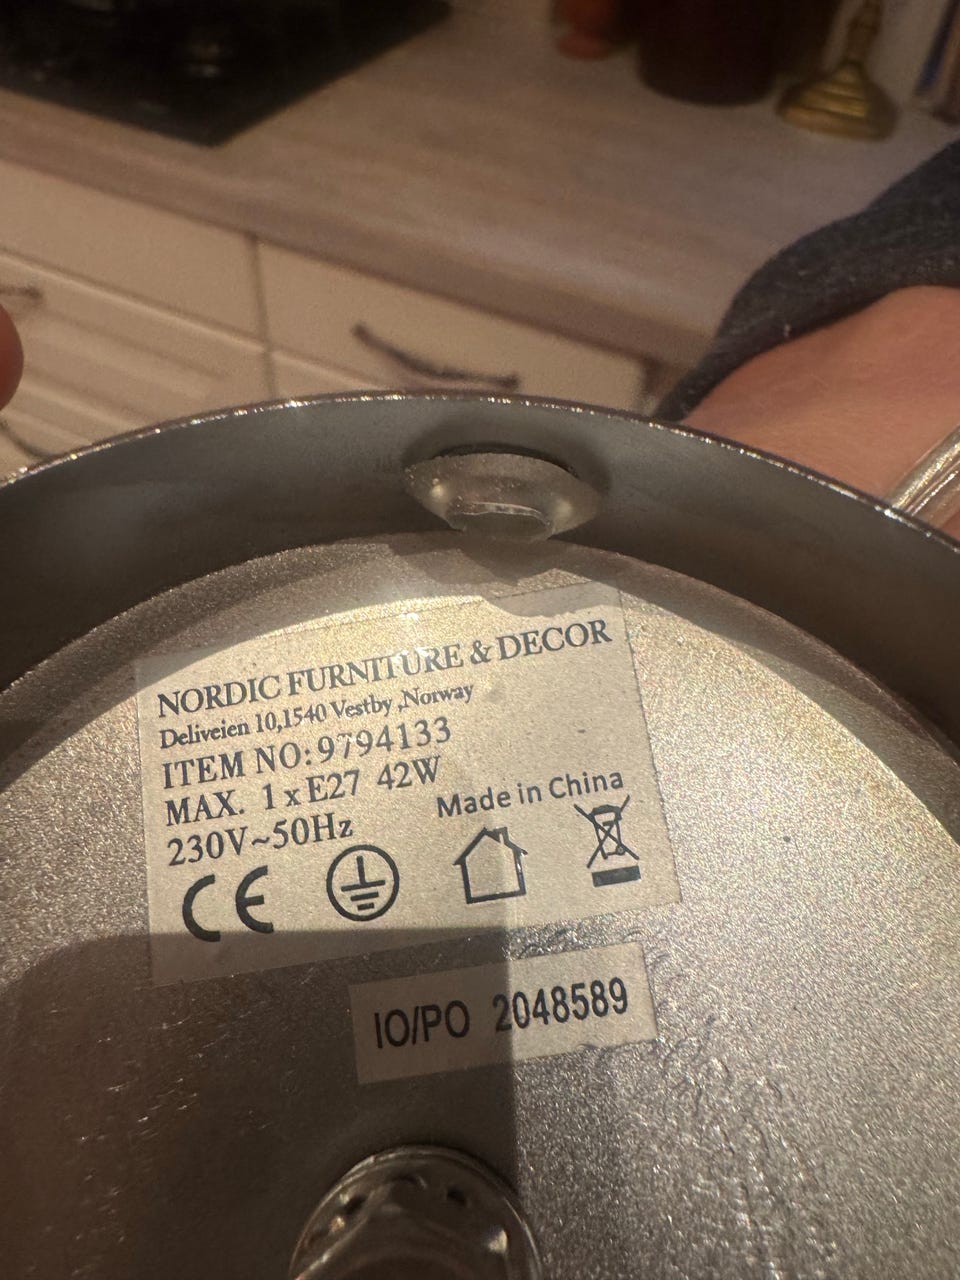 NORDIC FURNITURE & DECOR
Deliveien 10,1540 Vestby ,Norway
ITEM NO:9794133
MAX. 1 x E27 42W
230V~50Hz
Made in China
CE
IO/PO 2048589